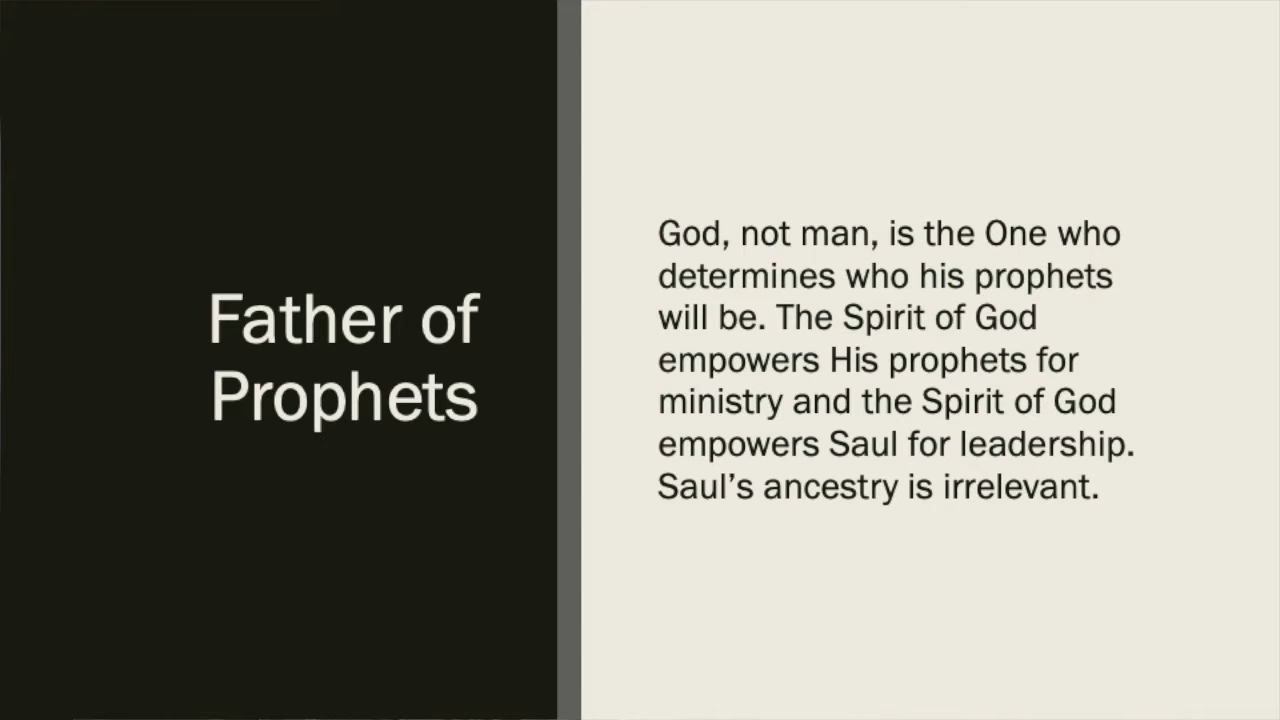 Father of
Prophets
God, not man, is the One who
determines who his prophets
will be. The Spirit of God
empowers His prophets for
ministry and the Spirit of God
empowers Saul for leadership.
Saul’s ancestry is irrelevant.